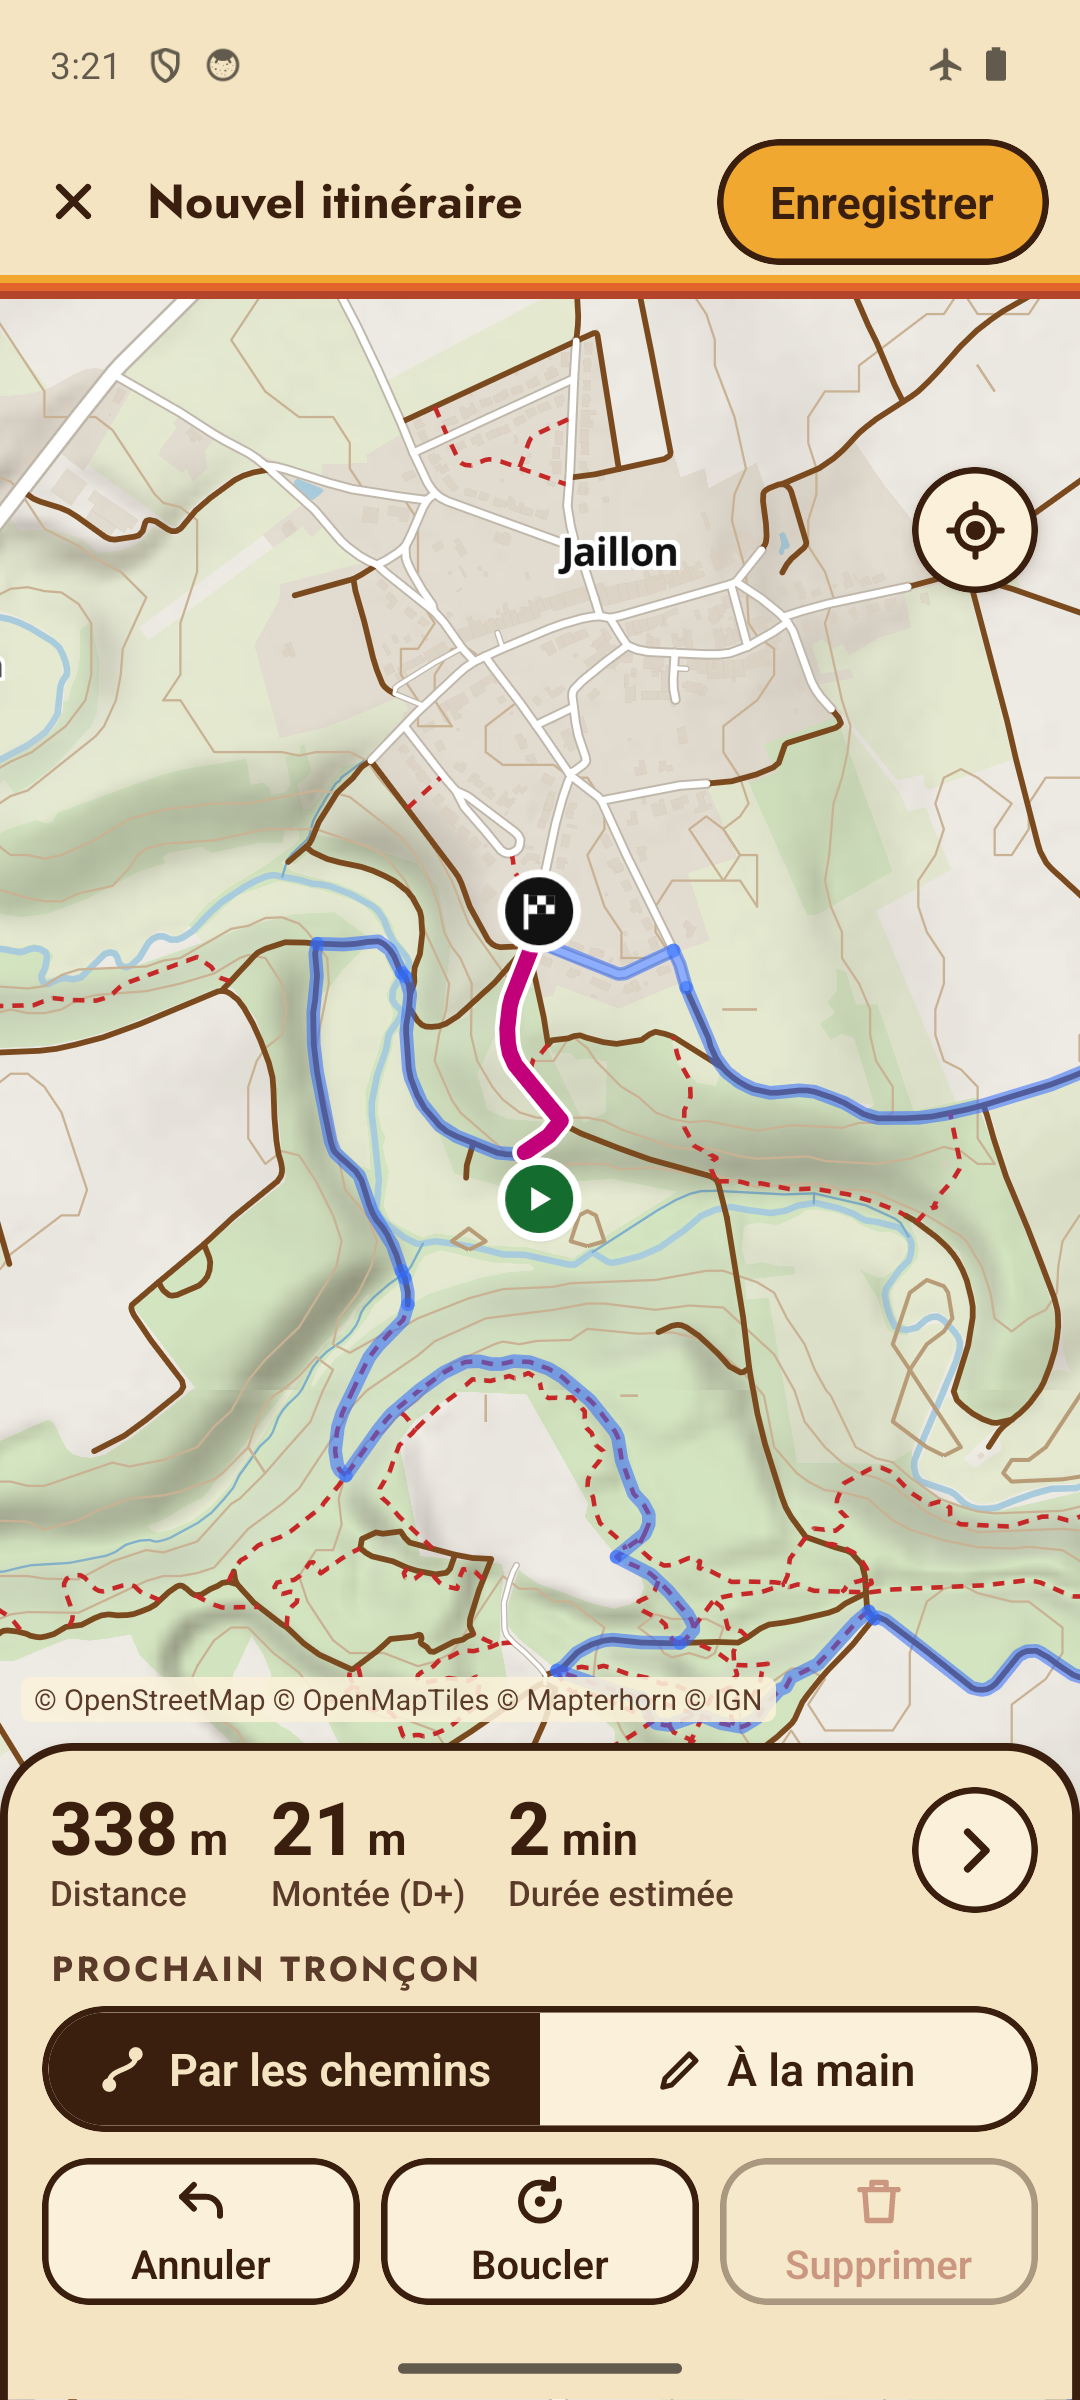 3:21
Nouvel itinéraire
Enregistrer
Jaillon
© OpenStreetMap © OpenMapTiles © Mapterhorn © IGN
338 m
21 m
2 min
Distance
Montée (D+)
Durée estimée
PROCHAIN TRONÇON
Par les chemins
À la main
Annuler
Boucler
Supprimer